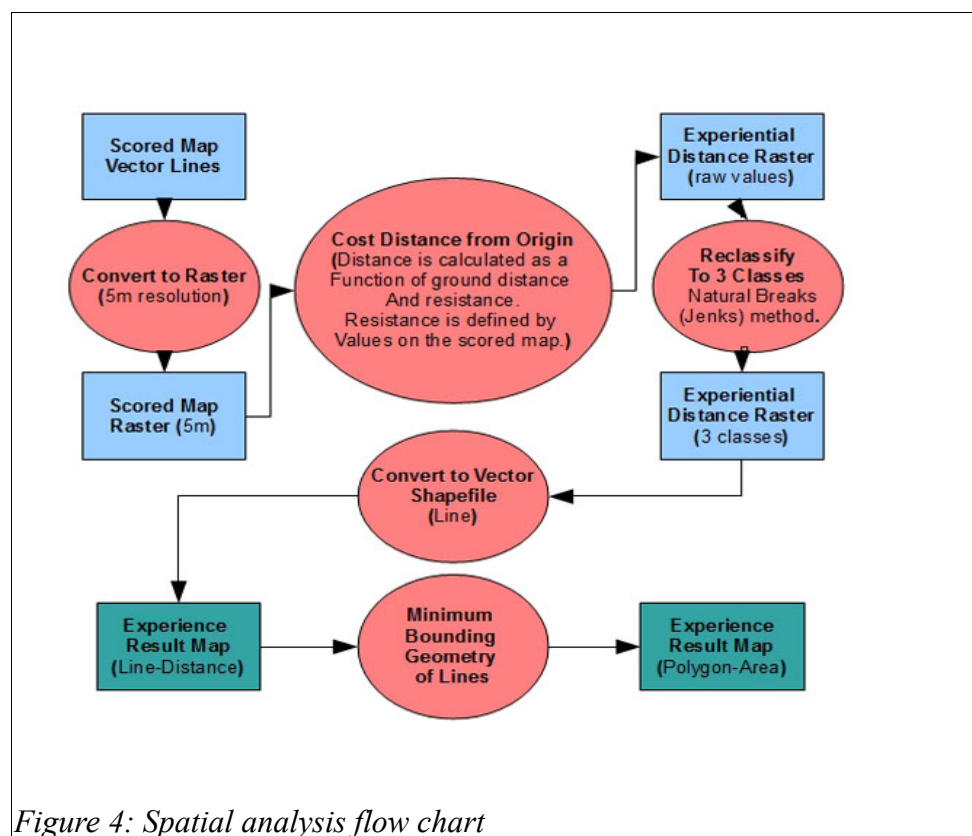 Scored Map
Vector Lines
Convert to Raster
(5m resolution)
Scored Map
Raster (5m)
Cost Distance from Origin
(Distance is calculated as a
Function of ground distance
And resistance.
Resistance is defined by
Values on the scored map.)
Experiential
Distance Raster
(raw values)
Reclassify
To 3 Classes
Natural Breaks
(Jenks) method.
Experiential
Distance Raster
(3 classes)
Convert to Vector
Shapefile
(Line)
Experience
Result Map
(Line-Distance)
Minimum
Bounding
Geometry
of Lines
Experience
Result Map
(Polygon-Area)
Figure 4: Spatial analysis flow chart